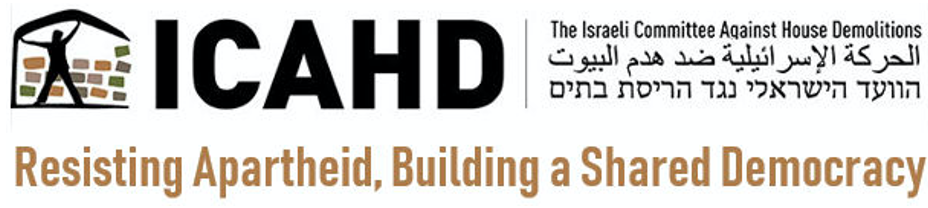 ICAHD
The Israeli Committee Against House Demolitions
الحركة الإسرائيلية ضد هدم البيوت
הוועד הישראלי נגד הריסת בתים
Resisting Apartheid, Building a Shared Democracy